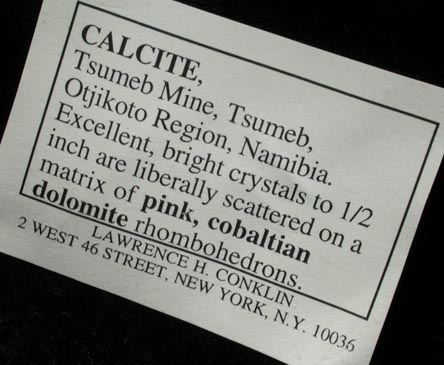 CALCITE,
Tsumeb Mine, Tsumeb,
Otjikoto Region, Namibia.
Excellent, bright crystals to 1/2
inch are liberally scattered on a
matrix of pink, cobaltian
dolomite rhombohedrons.
LAWRENCE H. CONKLIN
2 WEST 46 STREET, NEW YORK, N.Y. 10036